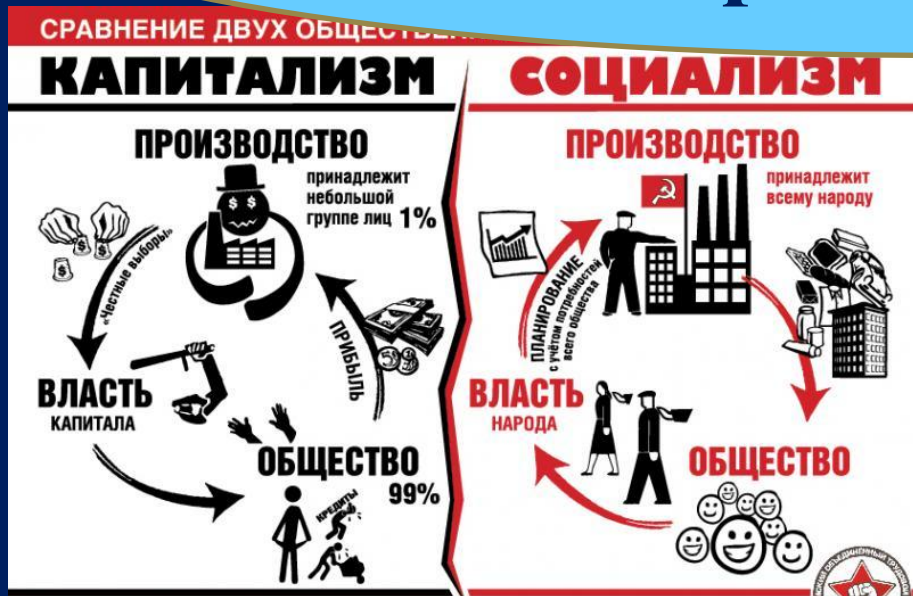 СРАВНЕНИЕ ДВУХ
КАПИТАЛИЗМ
ПРОИЗВОДСТВО
принадлежит
небольшой
группе лиц 1%
«Честные выборы»
ПРИБЫЛЬ
ВЛАСТЬ
КАПИТАЛА
ОБЩЕСТВО
99%
КРЕДИТЫ
СОЦИАЛИЗМ
ПРОИЗВОДСТВО
принадлежит
всему народу
ПЛАНИРОВАНИЕ
с учётом потребностей
всего общества
ВЛАСТЬ
НАРОДА
ОБЩЕСТВО